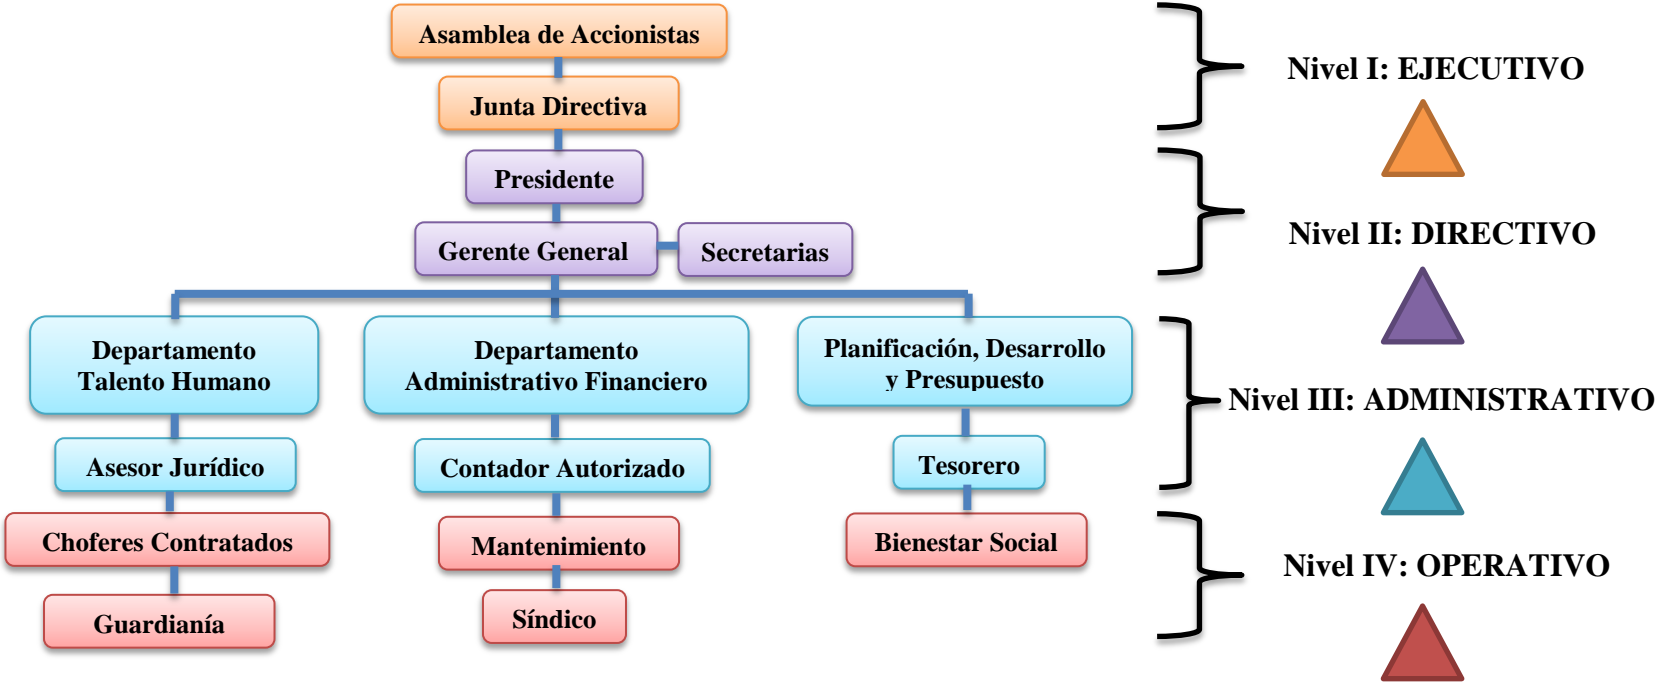 Asamblea de Accionistas
Junta Directiva
Presidente
Gerente General
Secretarias
Departamento
Talento Humano
Departamento
Administrativo Financiero
Planificación, Desarrollo
y Presupuesto
Asesor Jurídico
Contador Autorizado
Tesorero
Choferes Contratados
Mantenimiento
Bienestar Social
Guardianía
Síndico
Nivel I: EJECUTIVO
Nivel II: DIRECTIVO
Nivel III: ADMINISTRATIVO
Nivel IV: OPERATIVO